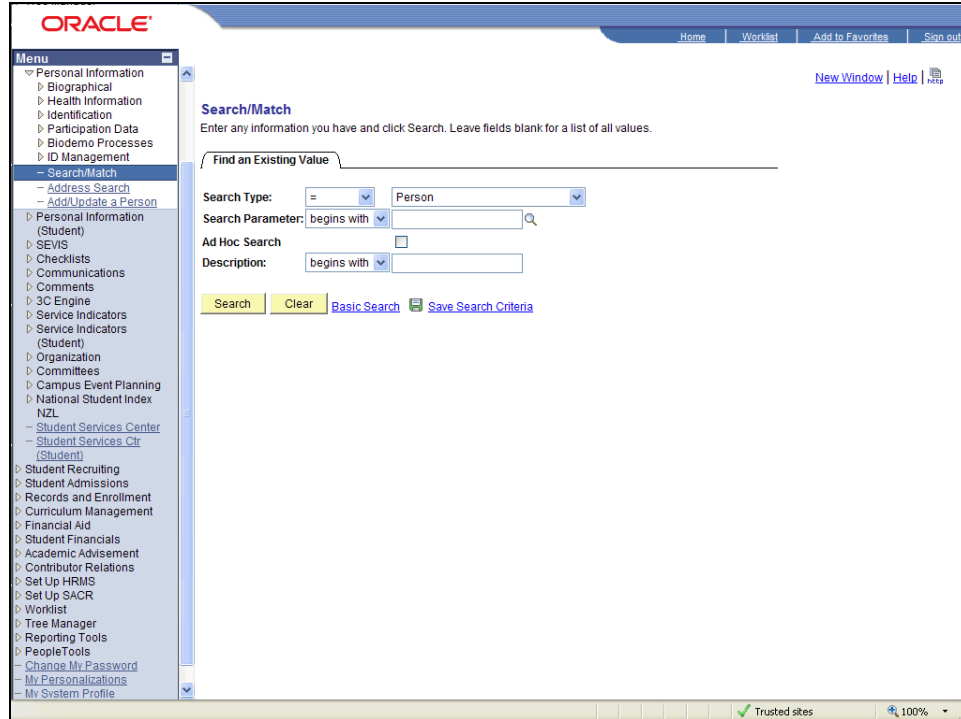 ORACLE
Home Worklist Add to Favorites Sign out
Menu
Personal Information
Biographical
Health Information
Identification
Participation Data
Biodemo Processes
ID Management
Search/Match
Address Search
Add/Update a Person
Personal Information
(Student)
SEVIS
Checklists
Communications
Comments
3C Engine
Service Indicators
Service Indicators
(Student)
Organization
Committees
Campus Event Planning
National Student Index
NZL
Student Services Center
Student Services Ctr
(Student)
Student Recruiting
Student Admissions
Records and Enrollment
Curriculum Management
Financial Aid
Student Financials
Academic Advisement
Contributor Relations
Set Up HRMS
Set Up SACR
Worklist
Tree Manager
Reporting Tools
PeopleTools
Change My Password
My Personalizations
My System Profile
New Window | Help | http
Search/Match
Enter any information you have and click Search. Leave fields blank for a list of all values.
Find an Existing Value
Search Type: = Person
Search Parameter: begins with
Ad Hoc Search
Description: begins with
Search Clear Basic Search Save Search Criteria
Trusted sites 100%